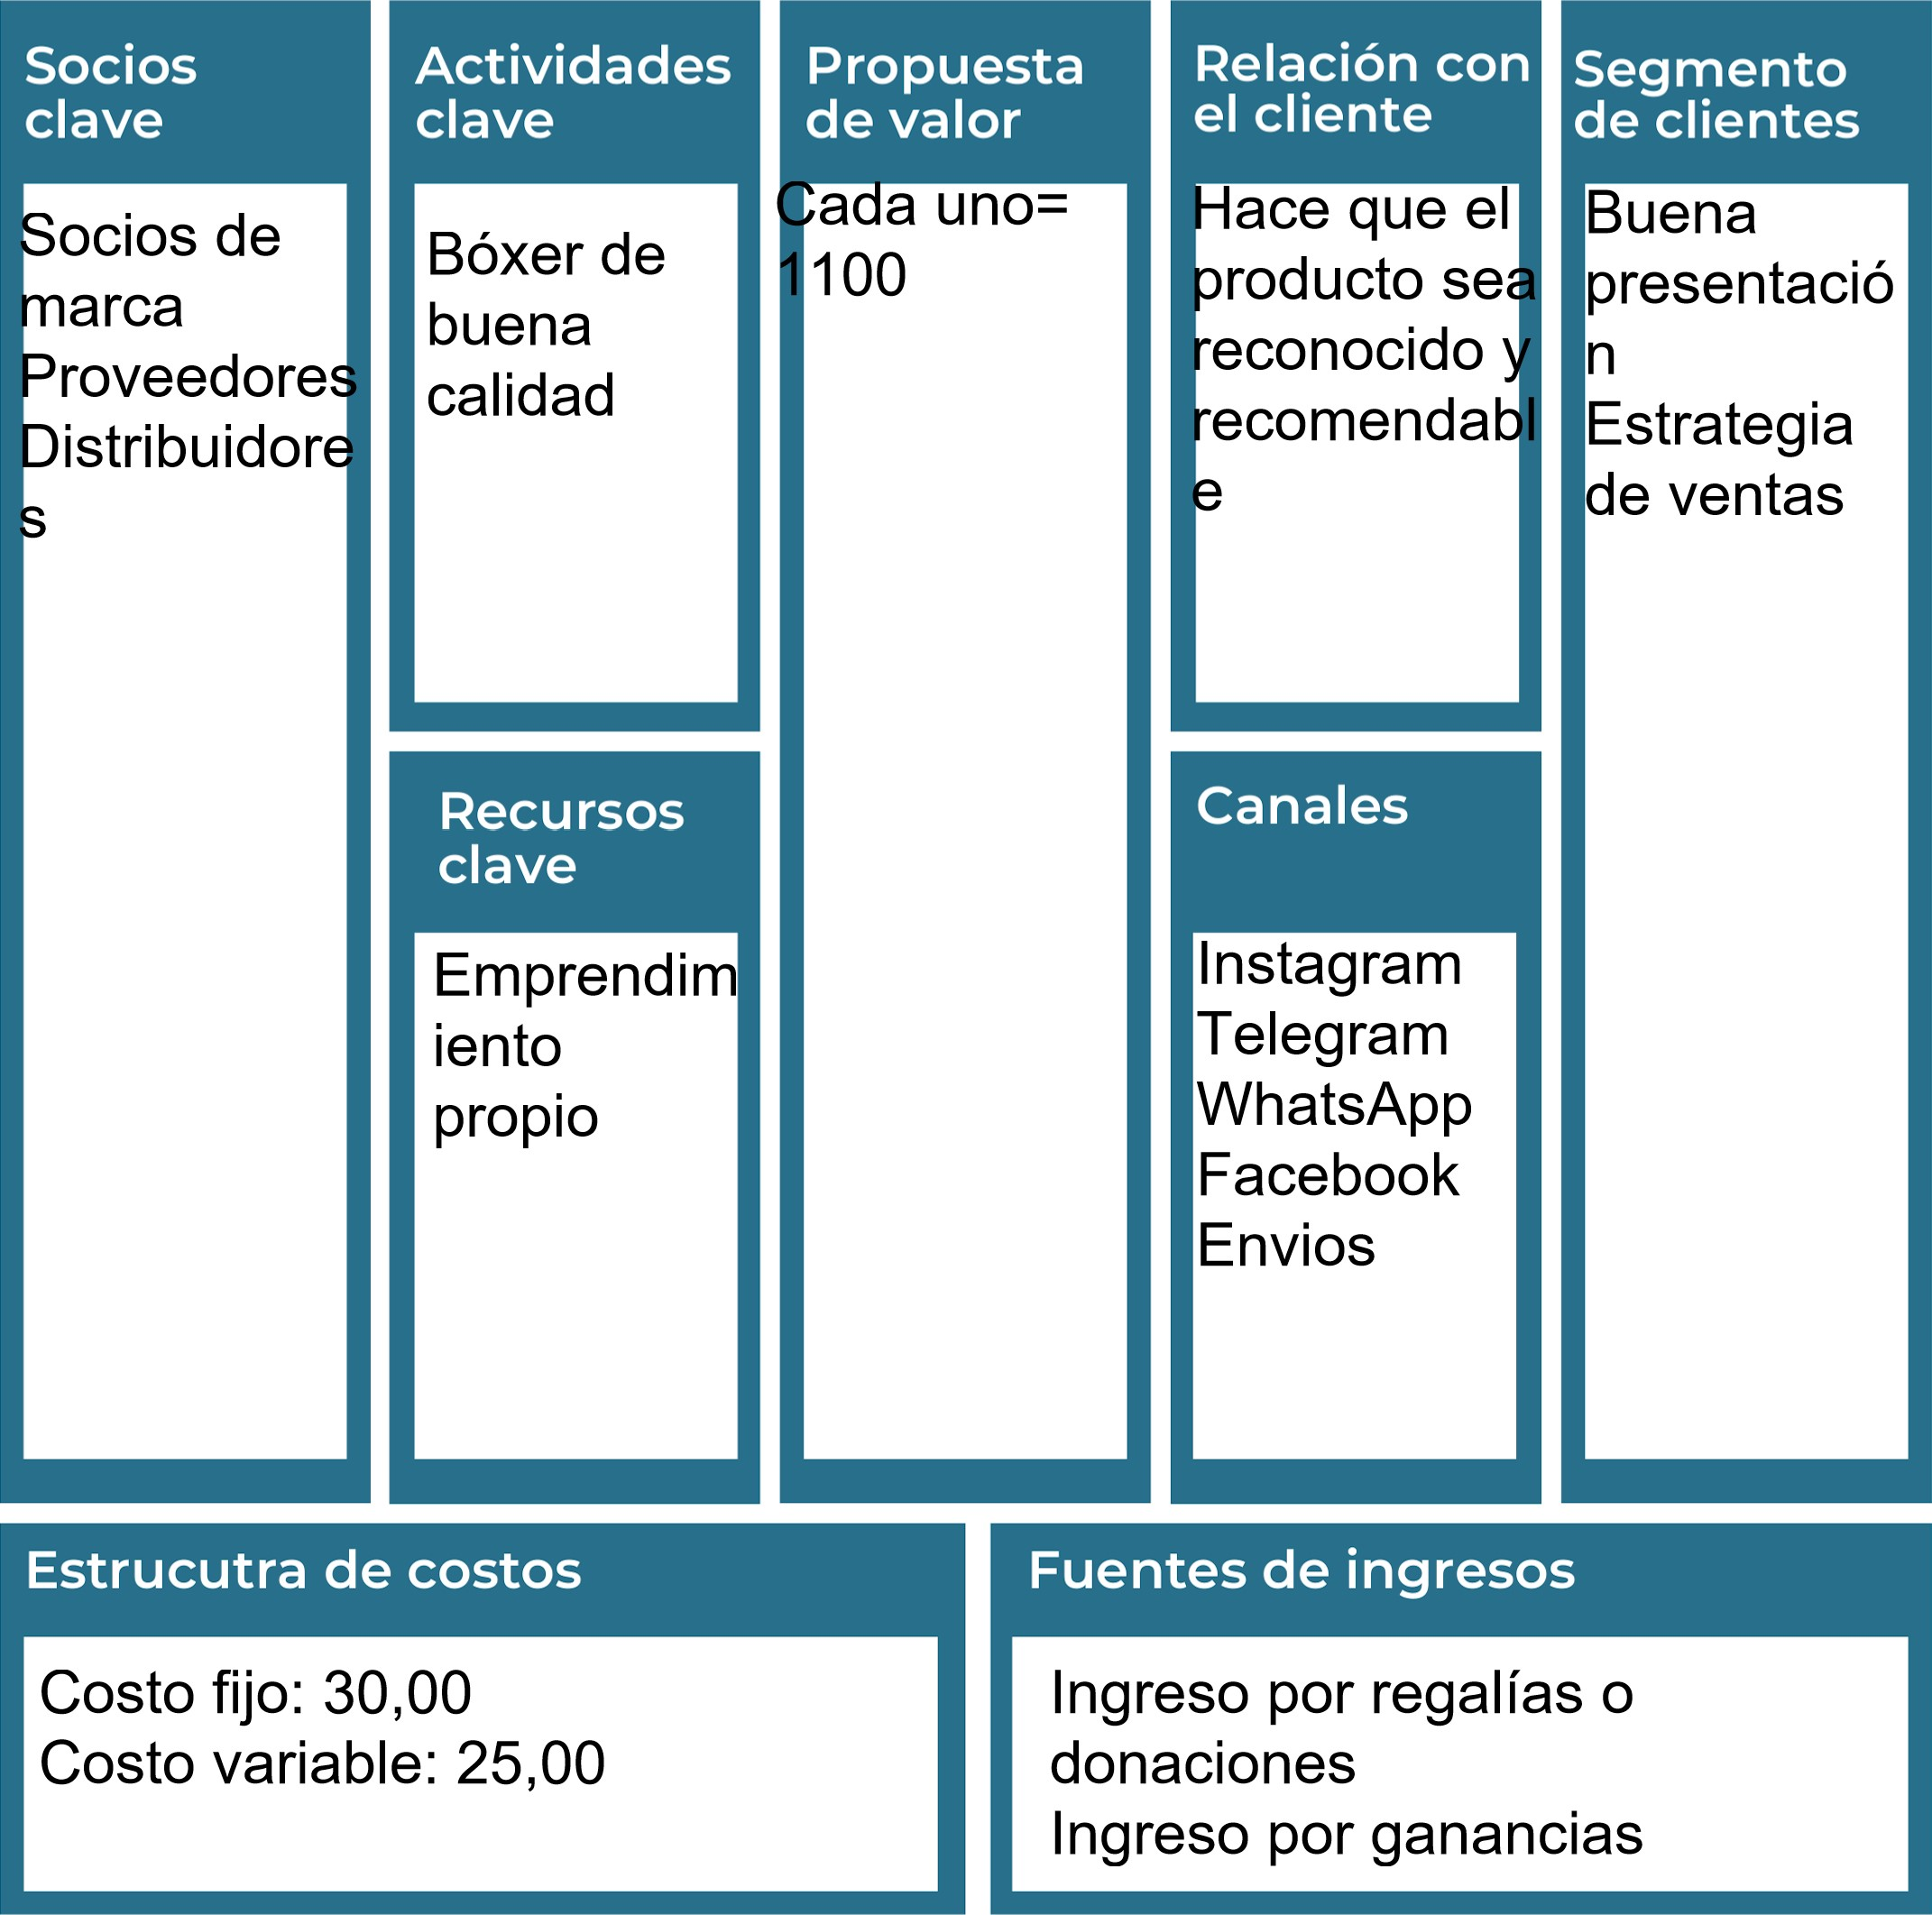 Socios
clave
Socios de
marca
Proveedores
Distribuidore
s
Actividades
clave
Bóxer de
buena
calidad
Recursos
clave
Emprendim
iento
propio
Propuesta
de valor
Cada uno=
1100
Relación con
el cliente
Hace que el
producto sea
reconocido y
recomendabl
e
Canales
Instagram
Telegram
WhatsApp
Facebook
Envios
Segmento
de clientes
Buena
presentació
n
Estrategia
de ventas
Estrucutra de costos
Costo fijo: 30,00
Costo variable: 25,00
Fuentes de ingresos
Ingreso por regalías o
donaciones
Ingreso por ganancias